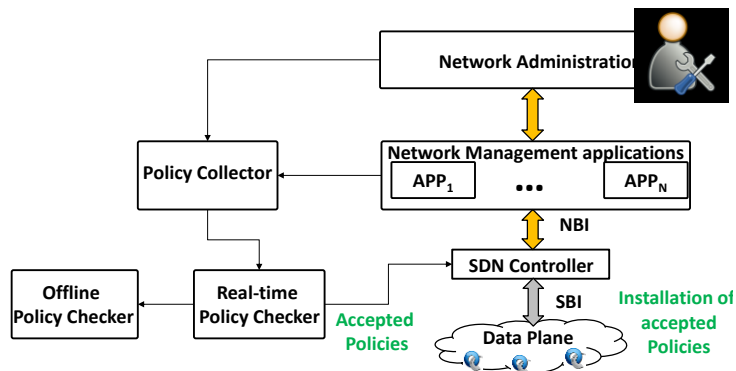 Network Administration
Network Management applications
Policy Collector
APP1
...
APPN
NBI
SDN Controller
Offline
Policy Checker
Real-time
Policy Checker
Accepted
Policies
SBI
Installation of
accepted
Policies
Data Plane